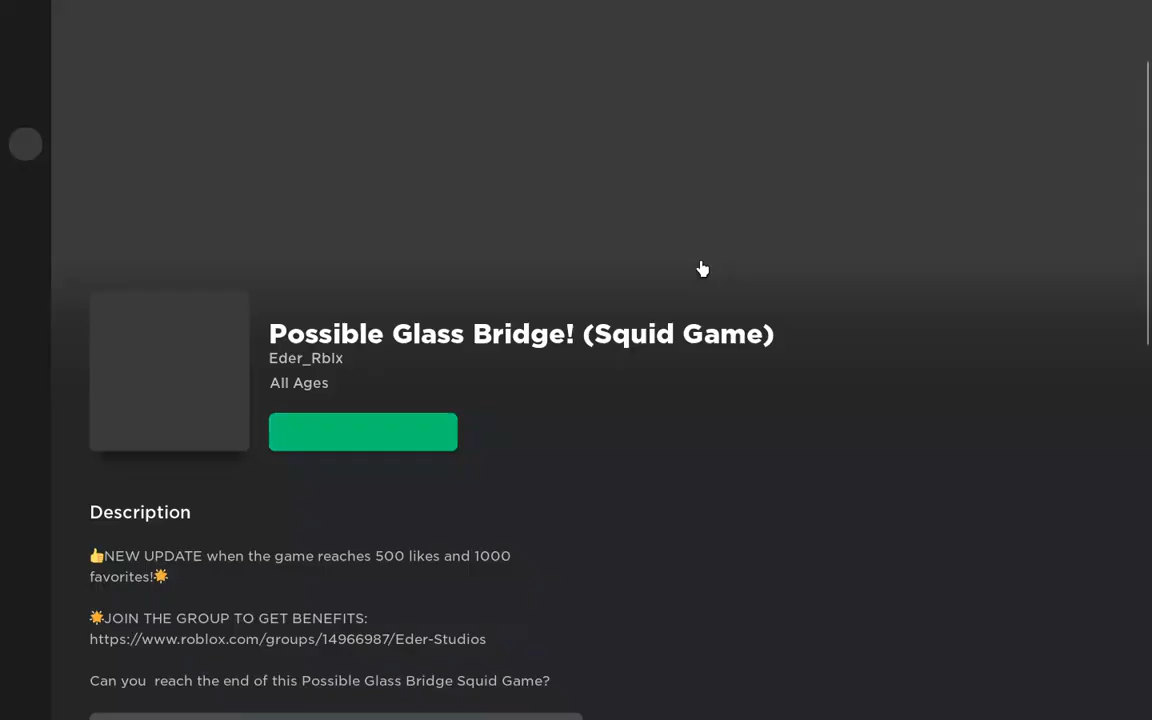 Possible Glass Bridge! (Squid Game)
Eder_Rblx
All Ages
Description
👍NEW UPDATE when the game reaches 500 likes and 1000
favorites!🌟
🌟JOIN THE GROUP TO GET BENEFITS:
https://www.roblox.com/groups/14966987/Eder-Studios
Can you  reach the end of this Possible Glass Bridge Squid Game?